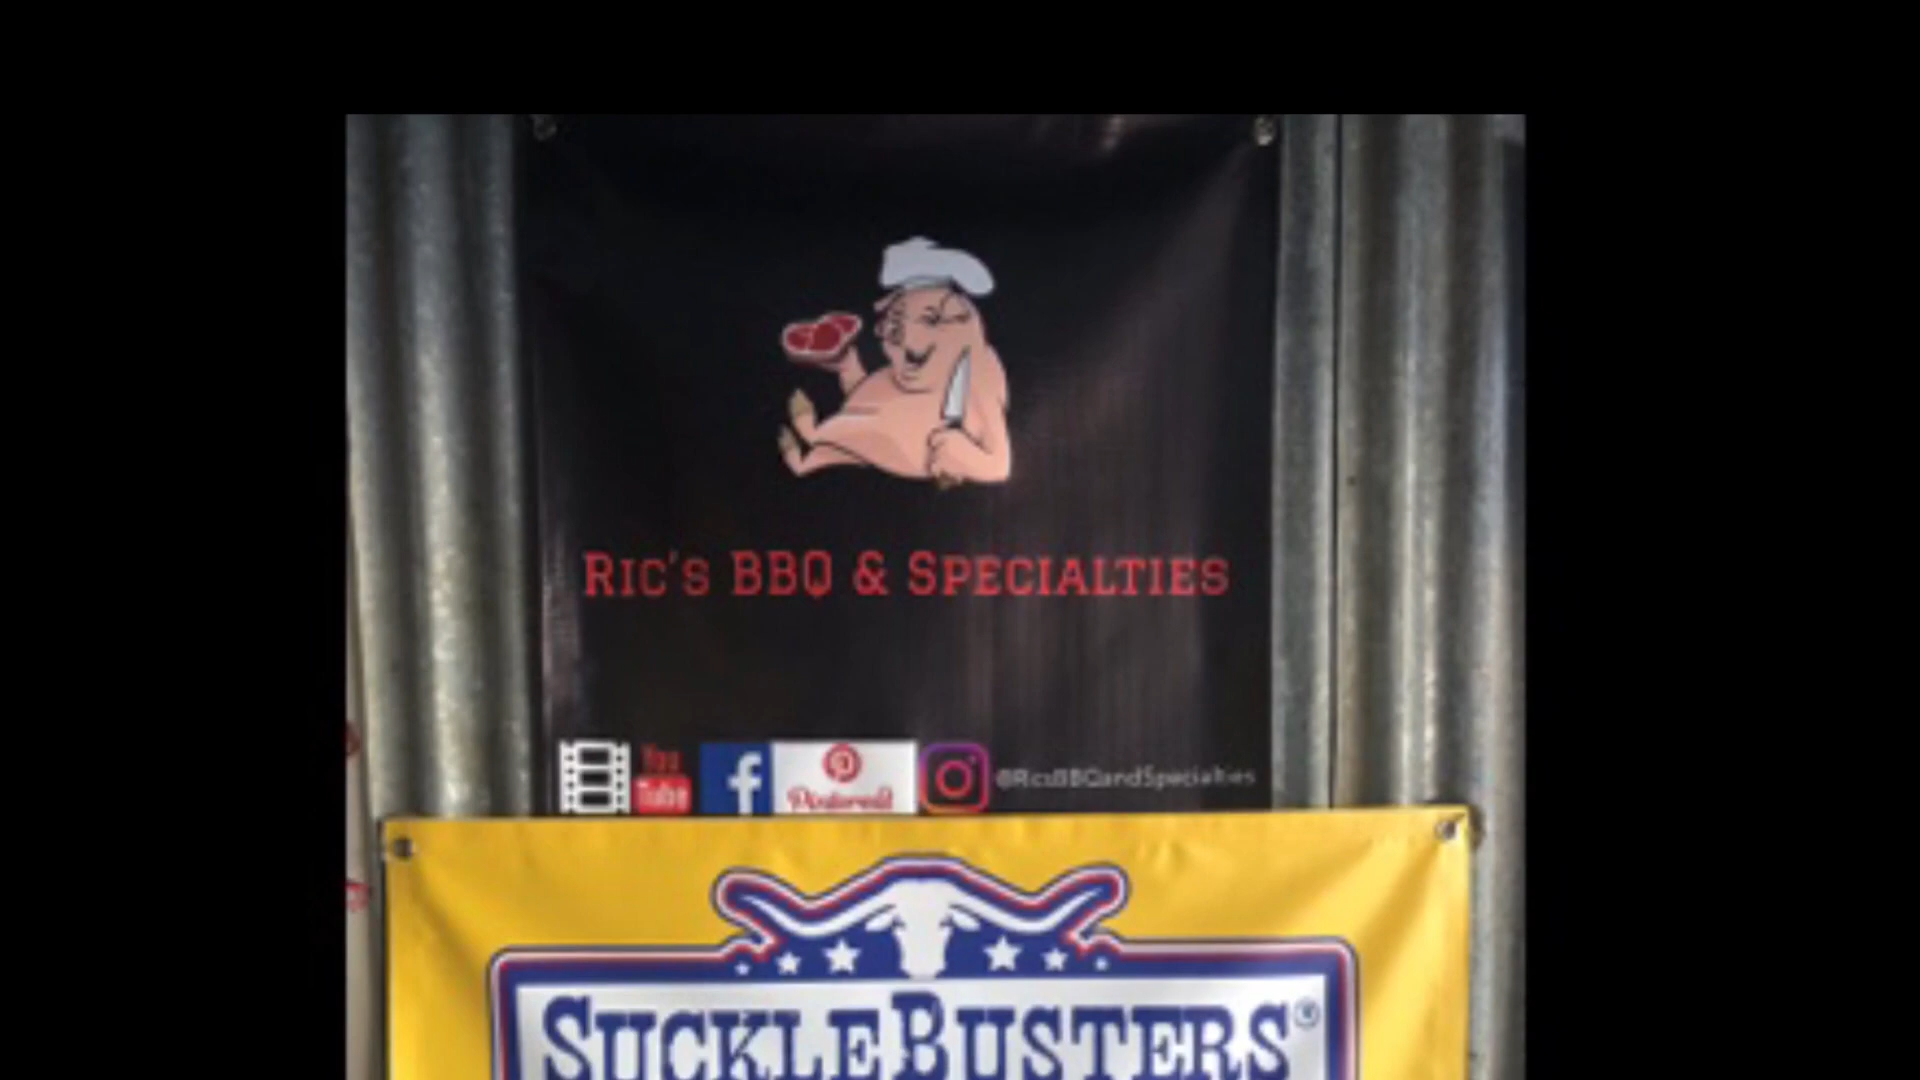 RIC'S BBQ & SPECIALTIES
You
Tube
f
Pinterest
@RicsBBQandSpecialties
SUCKLEBUSTERS®